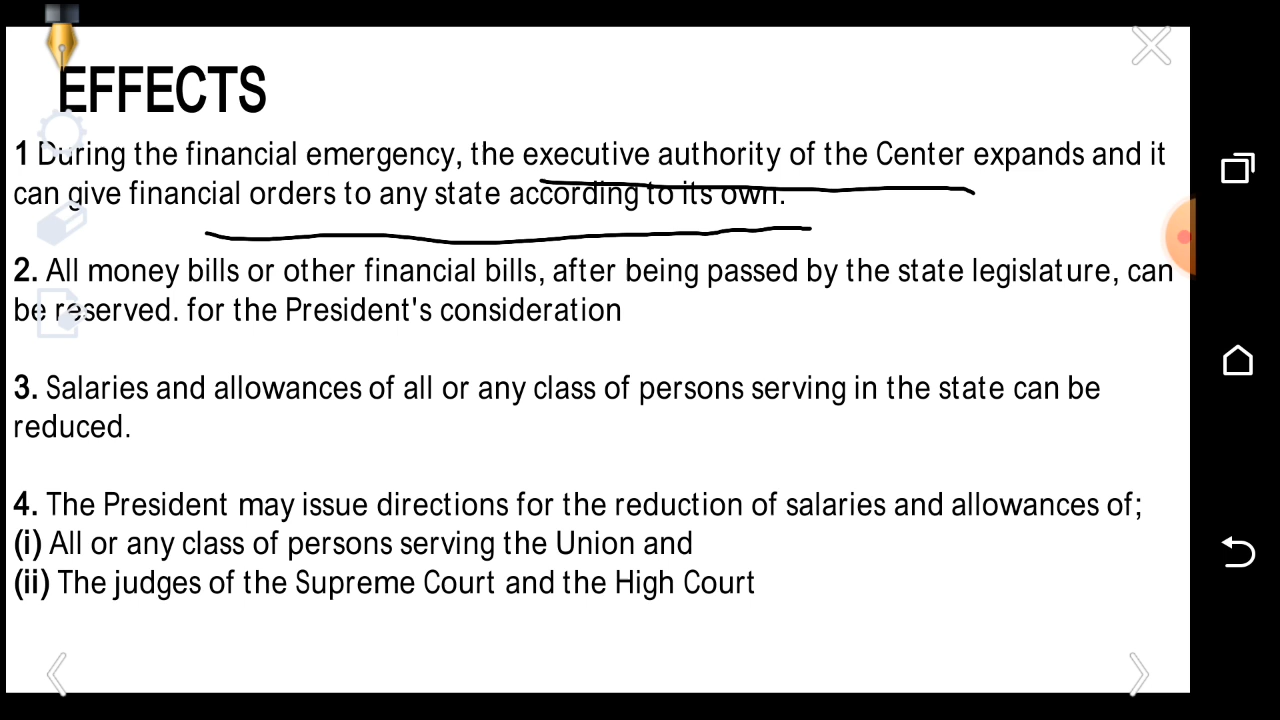 EFFECTS
1 During the financial emergency, the executive authority of the Center expands and it
can give financial orders to any state according to its own.
2. All money bills or other financial bills, after being passed by the state legislature, can
be reserved. for the President's consideration
3. Salaries and allowances of all or any class of persons serving in the state can be
reduced.
4. The President may issue directions for the reduction of salaries and allowances of;
(i) All or any class of persons serving the Union and
(ii) The judges of the Supreme Court and the High Court